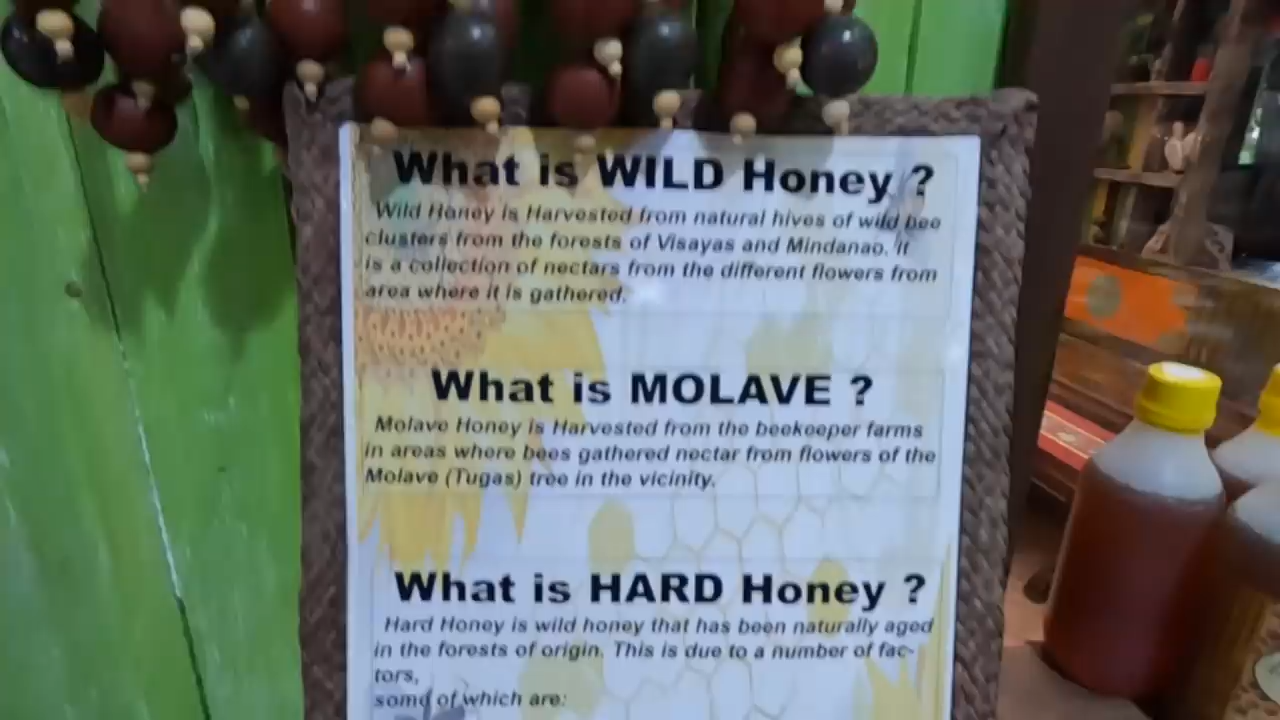 What is WILD Honey ?
Wild Honey is Harvested from natural hives of wild bee
clusters from the forests of Visayas and Mindanao. It
is a collection of nectars from the different flowers from
area where it is gathered.
What is MOLAVE ?
Molave Honey is Harvested from the beekeeper farms
in areas where bees gathered nectar from flowers of the
Molave (Tugas) tree in the vicinity.
What is HARD Honey ?
Hard Honey is wild honey that has been naturally aged
in the forests of origin. This is due to a number of fac-
tors,
somd of which are: